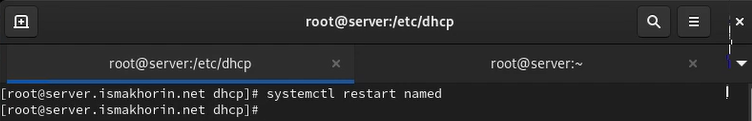 root@server:/etc/dhcp
root@server:/etc/dhcp
root@server:~
[root@server.ismakhorin.net dhcp]# systemctl restart named
[root@server.ismakhorin.net dhcp]#